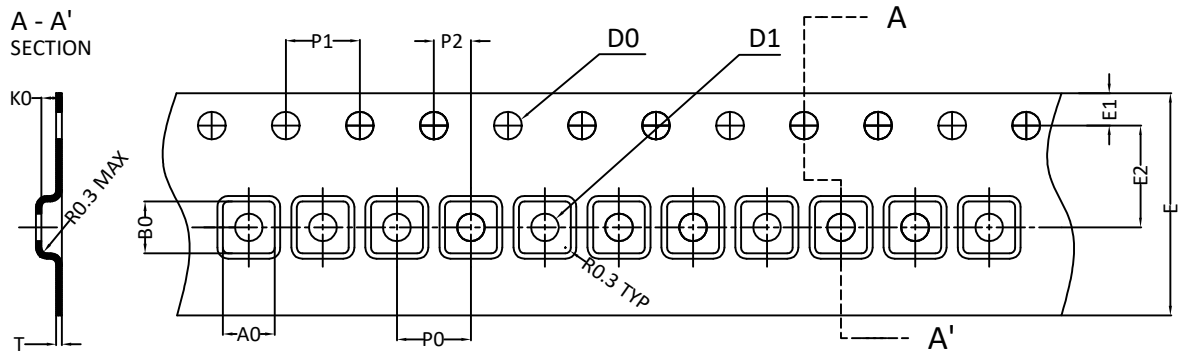 A - A'
SECTION
P1
P2
D0
D1
A
K0
E1
E2
R0.3 MAX
B0
E
R0.3 TYP
T
A0
P0
A'